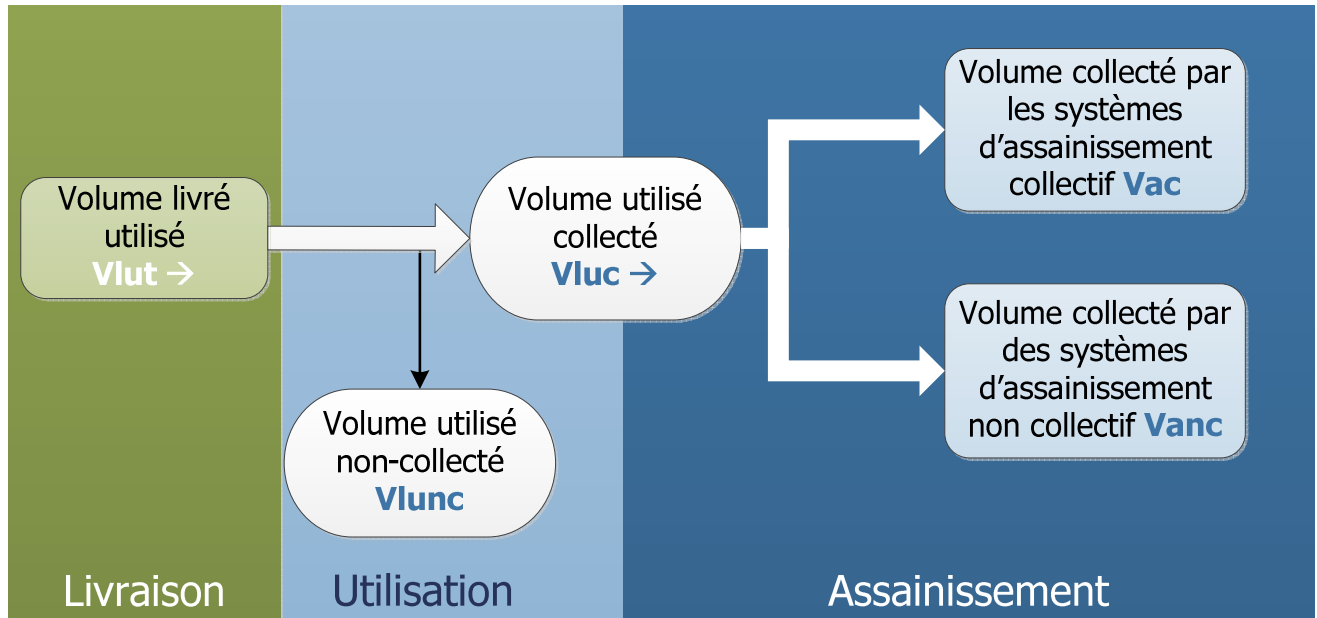 Volume livré
utilisé
Vlut →
Volume utilisé
collecté
Vluc →
Volume utilisé
non-collecté
Vlunc
Volume collecté par
les systèmes
d’assainissement
collectif Vac
Volume collecté par
des systèmes
d’assainissement
non collectif Vanc
Livraison
Utilisation
Assainissement